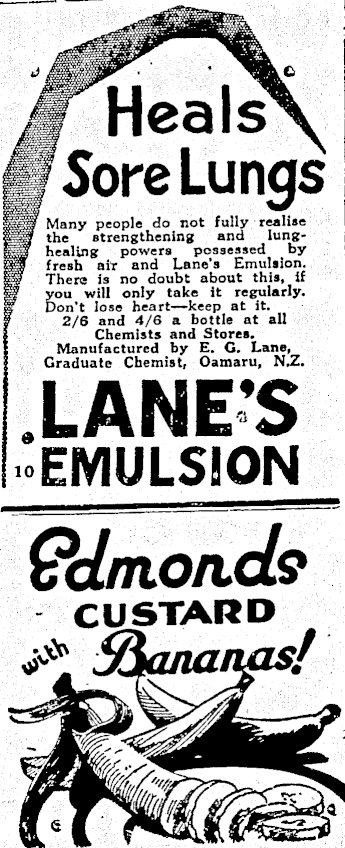 Heals
Sore Lungs
Many people do not fully realise
the strengthening and lung-
healing powers possessed by
fresh air and Lane's Emulsion.
There is no doubt about this, if
you will only take it regularly.
Don't lose heart—keep at it.
2/6 and 4/6 a bottle at all
Chemists and Stores.
Manufactured by E. G. Lane,
Graduate Chemist, Oamaru, N.Z.
LANE'S
10 EMULSION
Edmonds
CUSTARD
with Bananas!